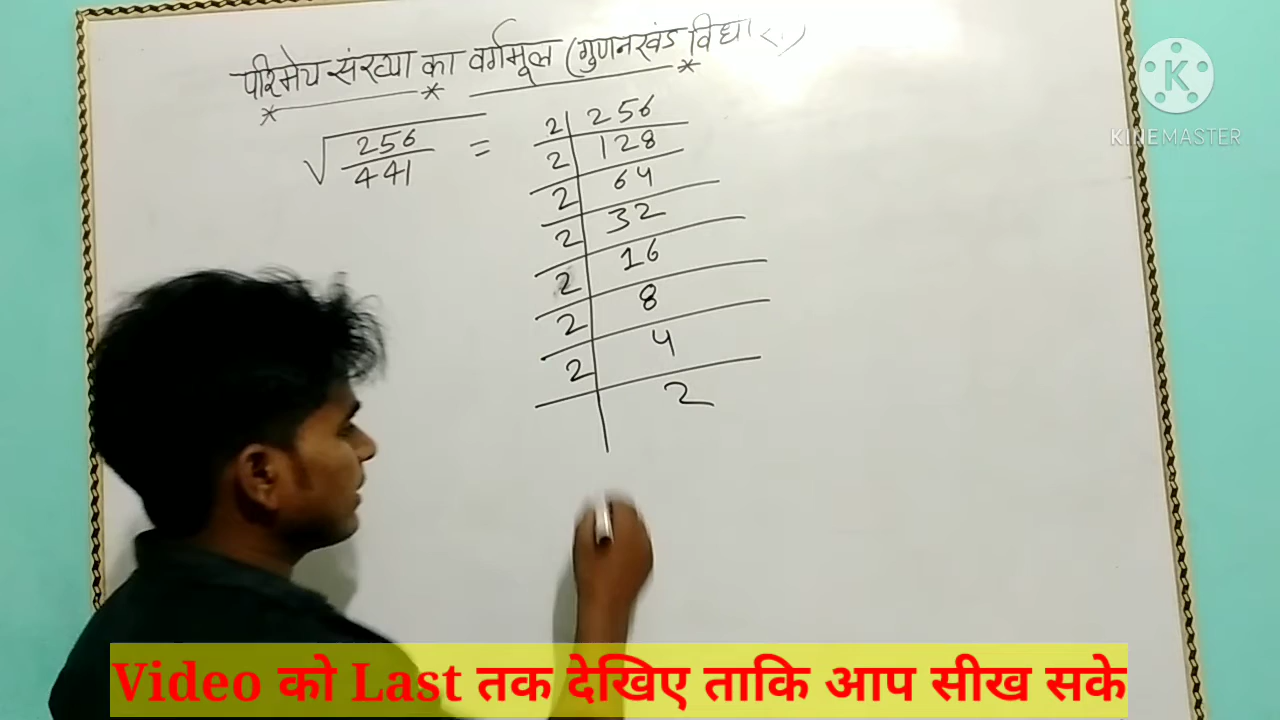 परिमेय संख्या का वर्गमूल (गुणनखंड विधि
√256/441 =
2 | 256
2 | 128
2 | 64
2 | 32
2 | 16
2 | 8
2 | 4
2
K
KINEMASTER
Video को Last तक देखिए ताकि आप सीख सके